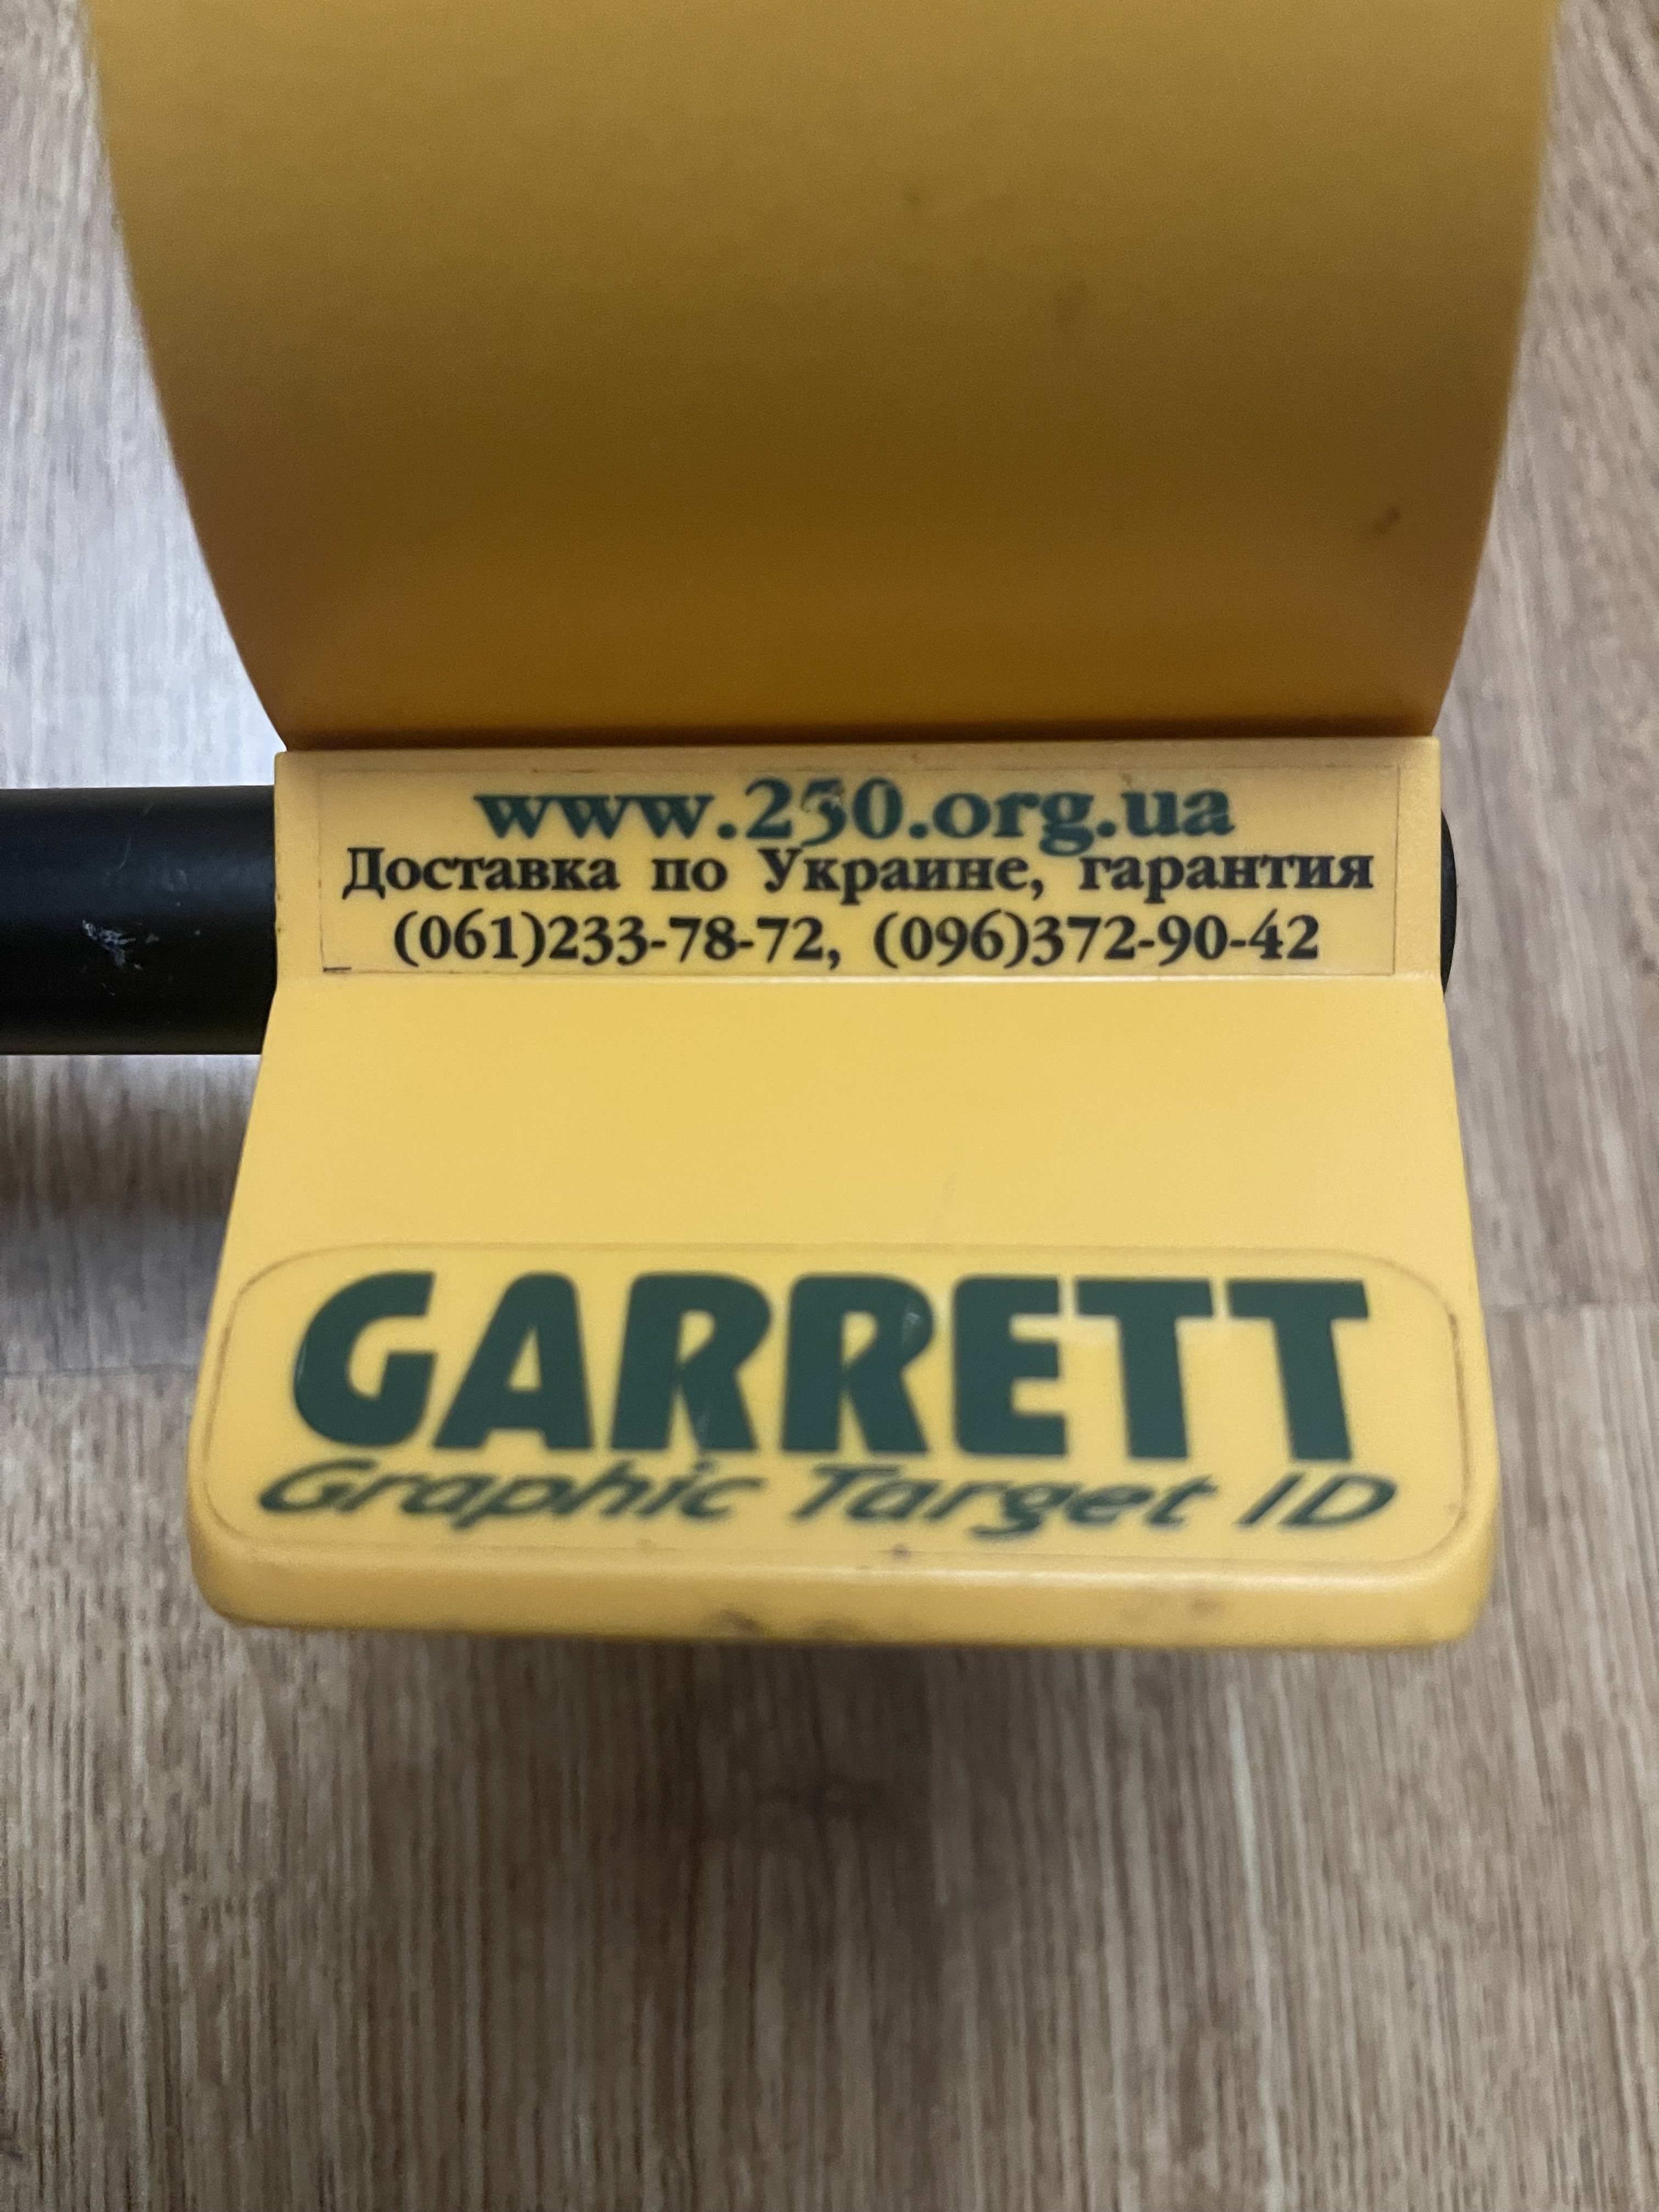 www.250.org.ua
Доставка по Украине, гарантия
(061)233-78-72, (096)372-90-42
GARRETT
Graphic Target ID